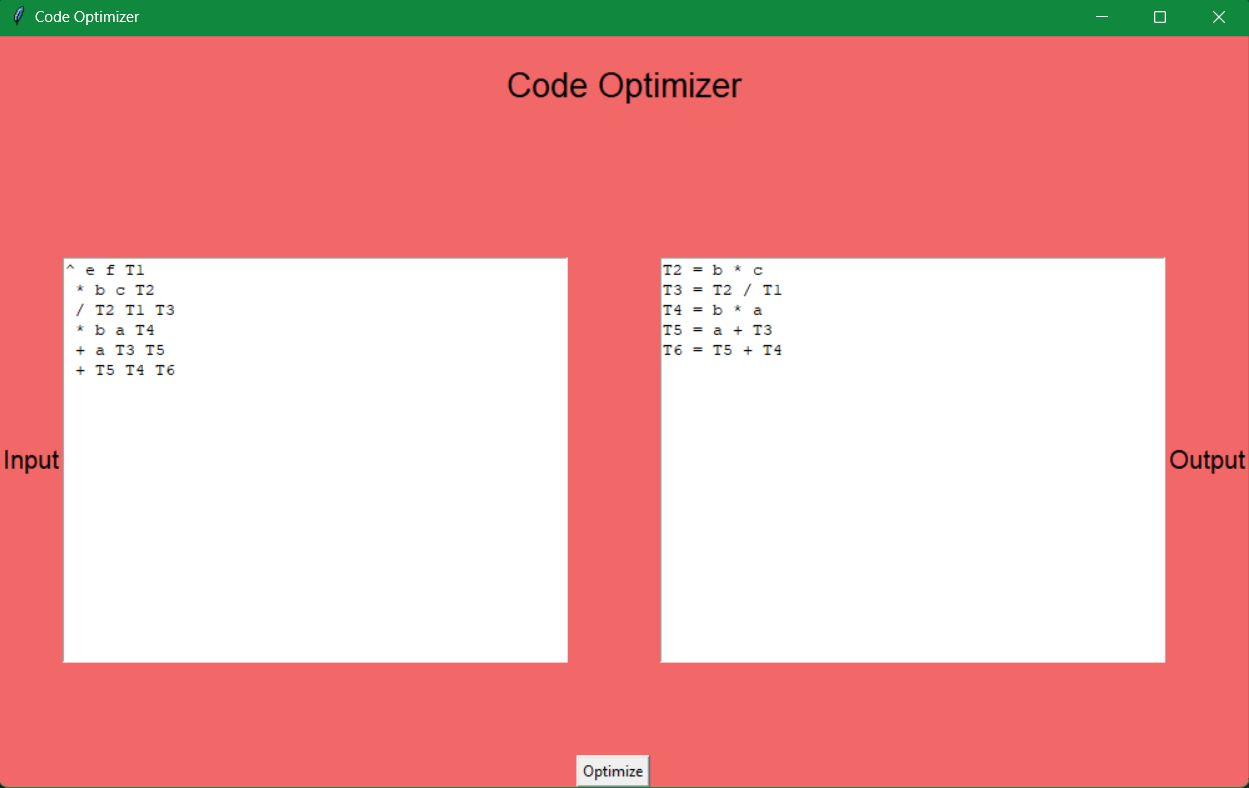 Code Optimizer
Code Optimizer
^ e f T1
* b c T2
/ T2 T1 T3
* b a T4
+ a T3 T5
+ T5 T4 T6
T2 = b * c
T3 = T2 / T1
T4 = b * a
T5 = a + T3
T6 = T5 + T4
Input
Output
Optimize